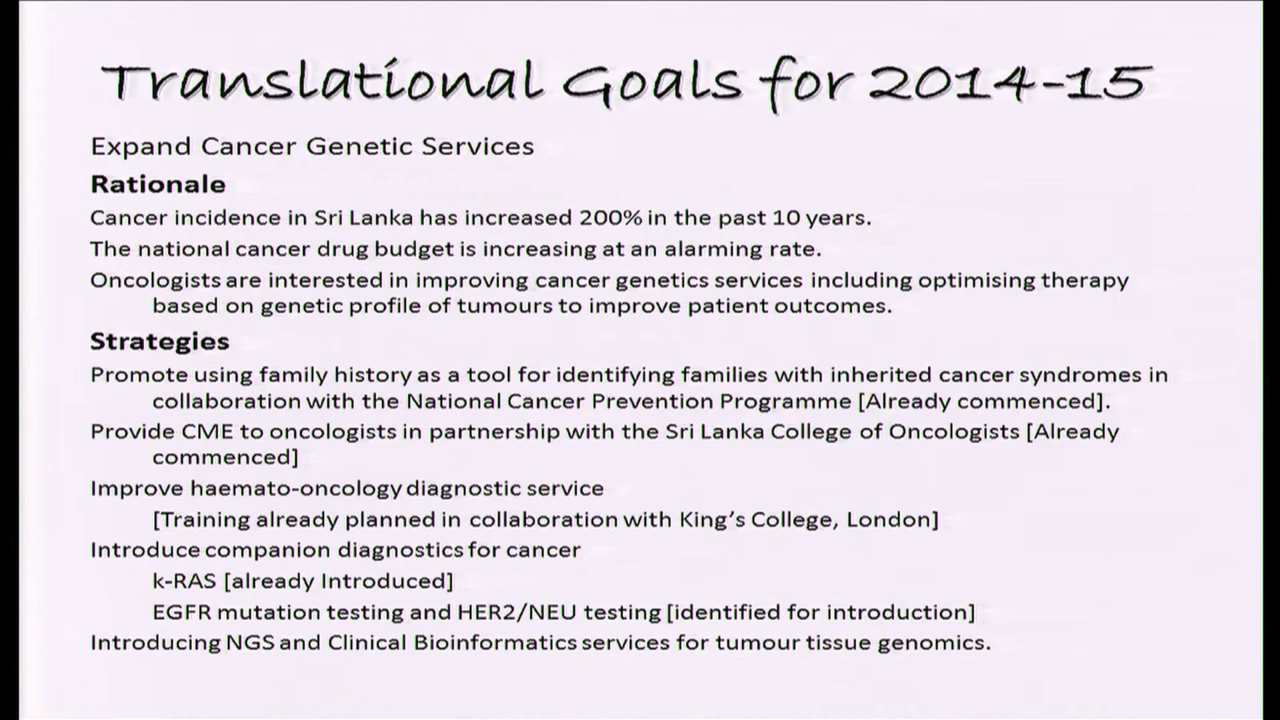 Translational Goals for 2014-15
Expand Cancer Genetic Services
Rationale
Cancer incidence in Sri Lanka has increased 200% in the past 10 years.
The national cancer drug budget is increasing at an alarming rate.
Oncologists are interested in improving cancer genetics services including optimising therapy
based on genetic profile of tumours to improve patient outcomes.
Strategies
Promote using family history as a tool for identifying families with inherited cancer syndromes in
collaboration with the National Cancer Prevention Programme [Already commenced].
Provide CME to oncologists in partnership with the Sri Lanka College of Oncologists [Already
commenced]
Improve haemato-oncology diagnostic service
[Training already planned in collaboration with King’s College, London]
Introduce companion diagnostics for cancer
k-RAS [already Introduced]
EGFR mutation testing and HER2/NEU testing [identified for introduction]
Introducing NGS and Clinical Bioinformatics services for tumour tissue genomics.